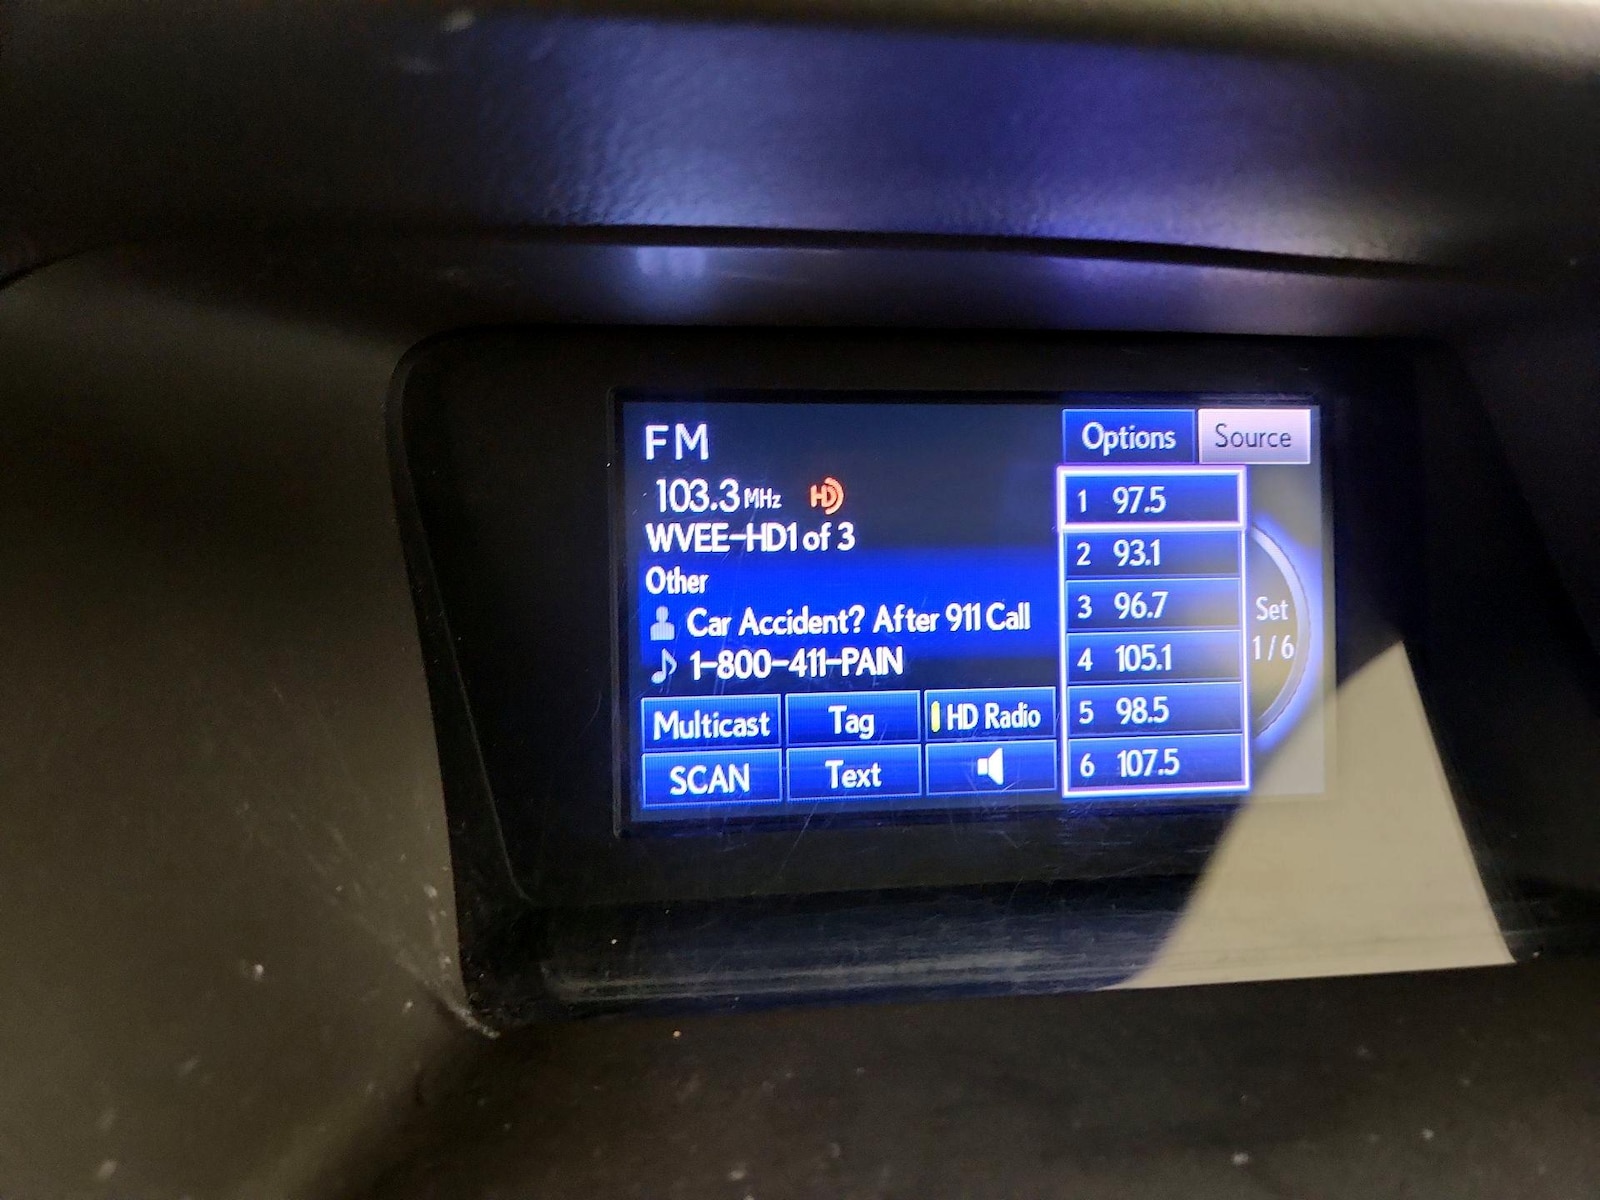 FM
103.3 MHz HD
WVEE-HD1 of 3
Other
Car Accident? After 911 Call
1-800-411-PAIN
Multicast Tag HD Radio
SCAN Text
Options Source
1 97.5
2 93.1
3 96.7
4 105.1
5 98.5
6 107.5
Set
1/6